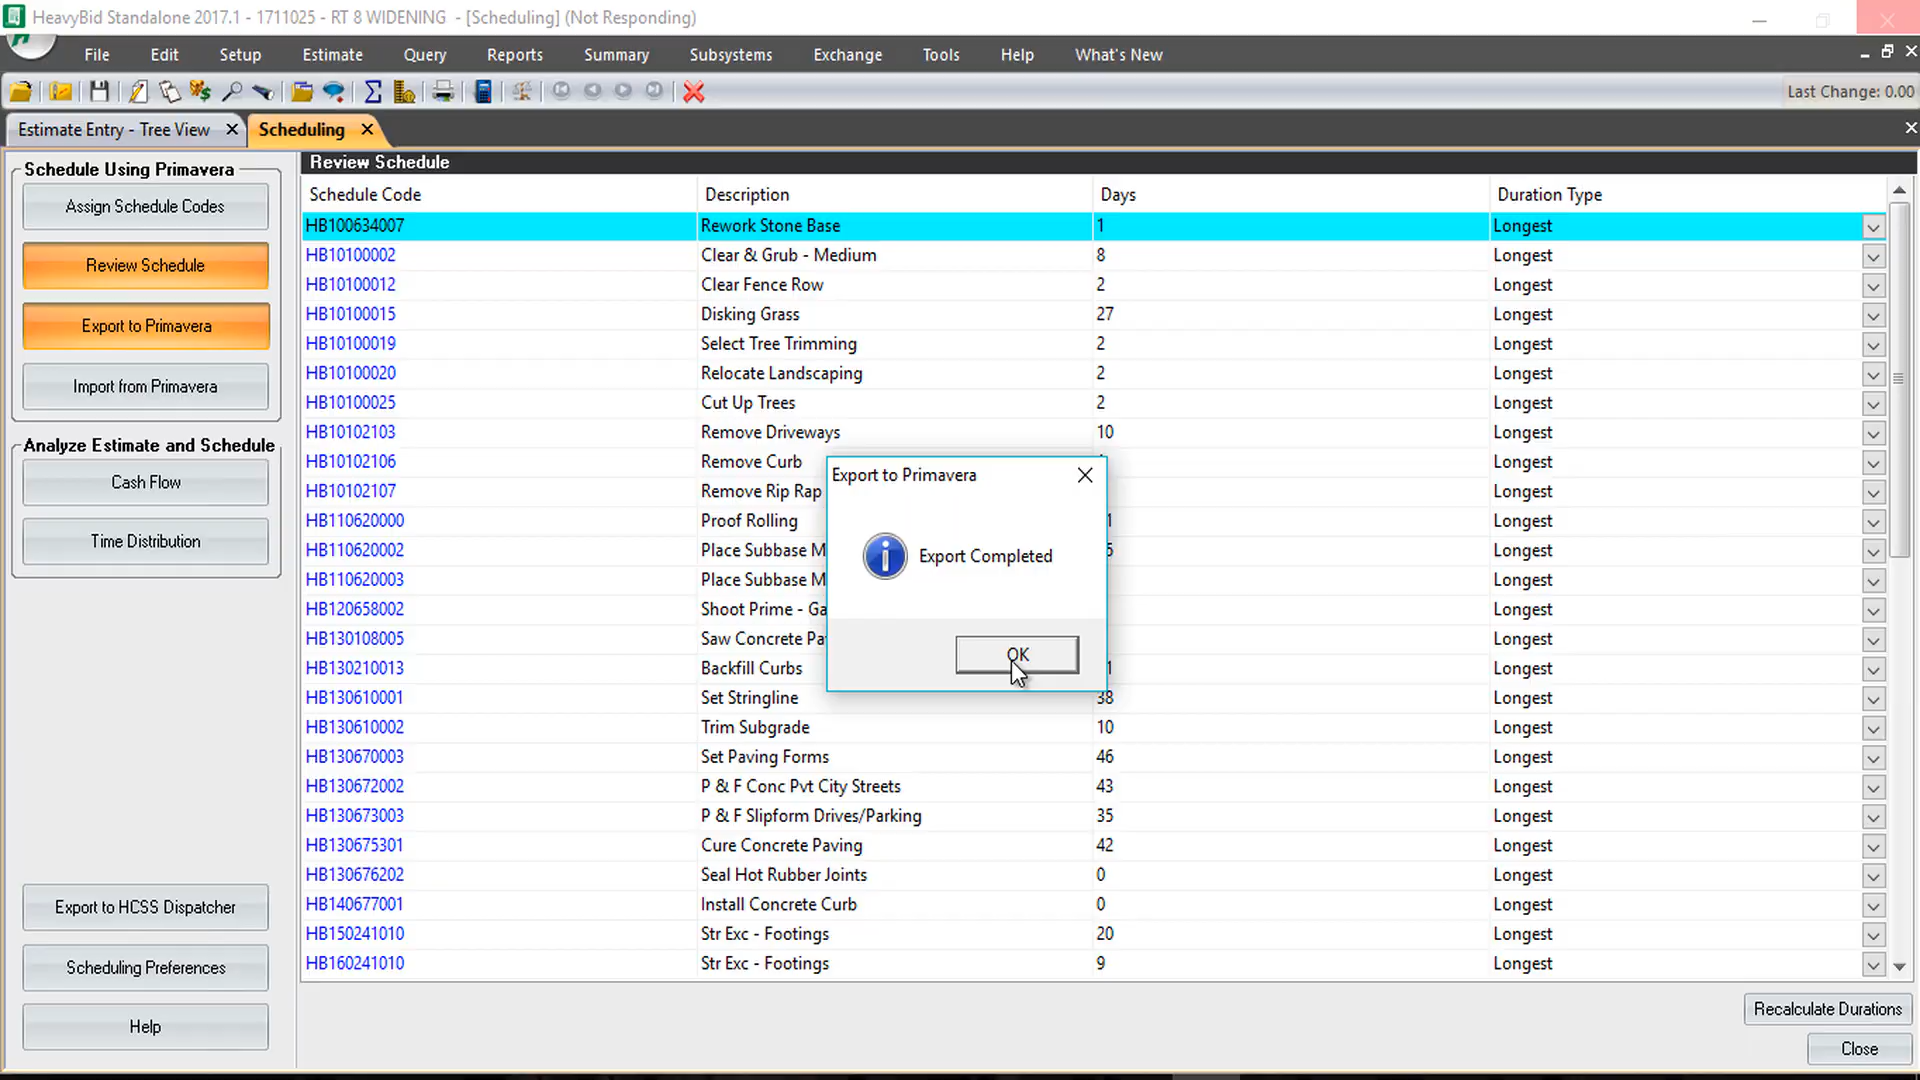 HeavyBid Standalone 2017.1 - 1711025 - RT 8 WIDENING - [Scheduling] (Not Responding)
File Edit Setup Estimate Query Reports Summary Subsystems Exchange Tools Help What's New
Last Change: 0.00
Estimate Entry - Tree View Scheduling
Schedule Using Primavera
Assign Schedule Codes
Review Schedule
Export to Primavera
Import from Primavera
Analyze Estimate and Schedule
Cash Flow
Time Distribution
Export to HCSS Dispatcher
Scheduling Preferences
Help
Review Schedule
Schedule Code Description Days Duration Type
HB100634007 Rework Stone Base 1 Longest
HB10100002 Clear & Grub - Medium 8 Longest
HB10100012 Clear Fence Row 2 Longest
HB10100015 Disking Grass 27 Longest
HB10100019 Select Tree Trimming 2 Longest
HB10100020 Relocate Landscaping 2 Longest
HB10100025 Cut Up Trees 2 Longest
HB10102103 Remove Driveways 10 Longest
HB10102106 Remove Curb Longest
HB10102107 Remove Rip Rap Longest
HB110620000 Proof Rolling Longest
HB110620002 Place Subbase M Longest
HB110620003 Place Subbase M Longest
HB120658002 Shoot Prime - Ga Longest
HB130108005 Saw Concrete Pa Longest
HB130210013 Backfill Curbs Longest
HB130610001 Set Stringline 38 Longest
HB130610002 Trim Subgrade 10 Longest
HB130670003 Set Paving Forms 46 Longest
HB130672002 P & F Conc Pvt City Streets 43 Longest
HB130673003 P & F Slipform Drives/Parking 35 Longest
HB130675301 Cure Concrete Paving 42 Longest
HB130676202 Seal Hot Rubber Joints 0 Longest
HB140677001 Install Concrete Curb 0 Longest
HB150241010 Str Exc - Footings 20 Longest
HB160241010 Str Exc - Footings 9 Longest
Export to Primavera
Export Completed
OK
Recalculate Durations
Close